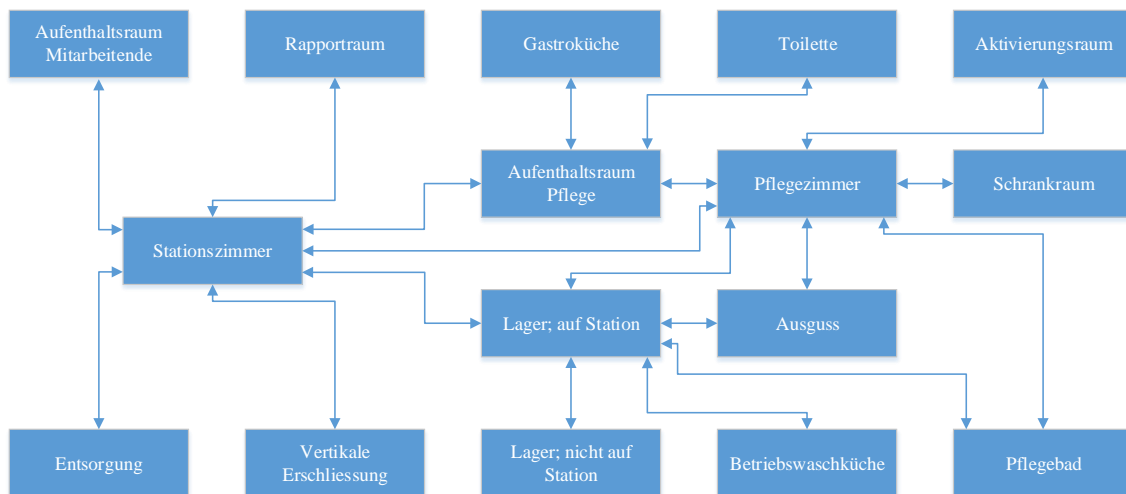 Aufenthaltsraum
Mitarbeitende
Rapportraum
Gastroküche
Toilette
Aktivierungsraum
Aufenthaltsraum
Pflege
Pflegezimmer
Schrankraum
Stationszimmer
Lager; auf Station
Ausguss
Entsorgung
Vertikale
Erschliessung
Lager; nicht auf
Station
Betriebswaschküche
Pflegebad